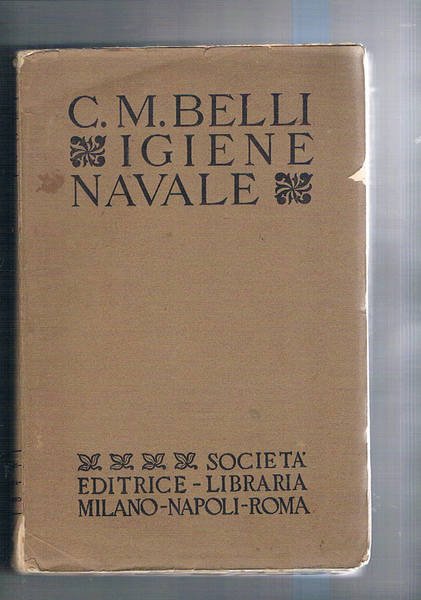 C. M. BELLI
IGIENE
NAVALE
SOCIETÀ
EDITRICE - LIBRARIA
MILANO - NAPOLI - ROMA